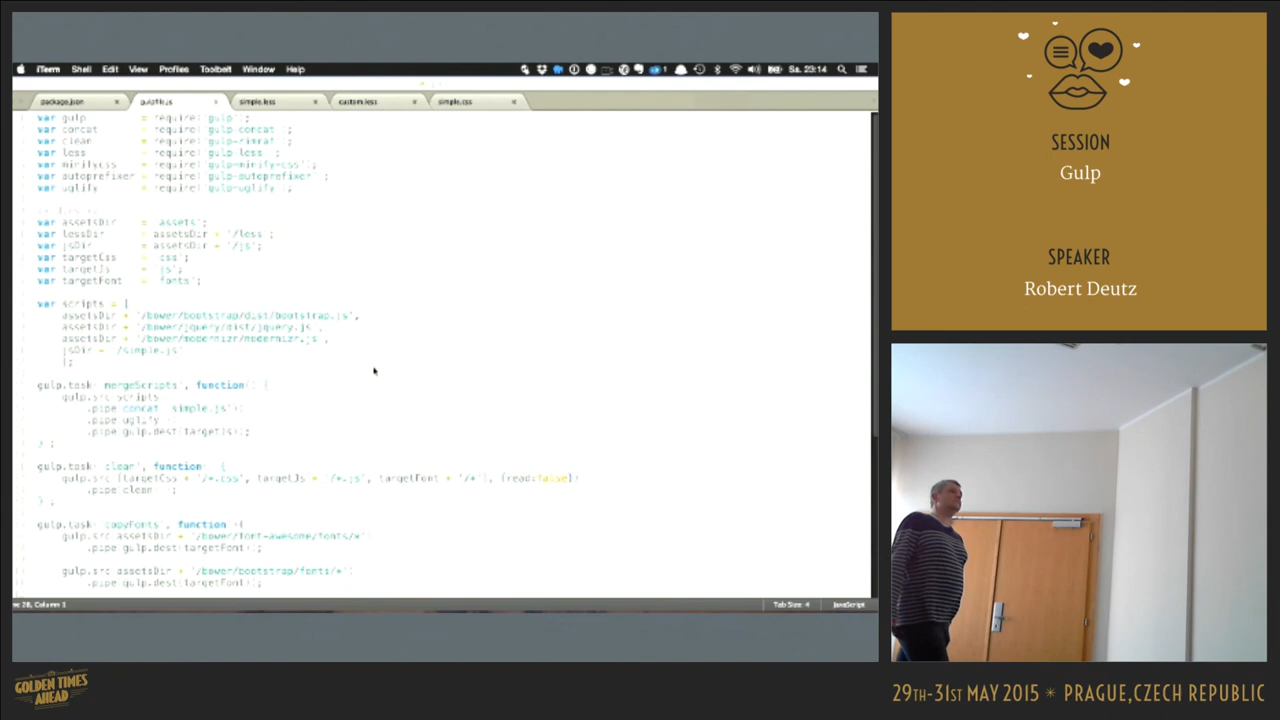 iTerm Shell Edit View Profiles Toolbelt Window Help
1 Sa. 23:14
package.json gulpfile.js simple.less custom.less simple.css
var gulp = require('gulp');
var concat = require('gulp-concat');
var clean = require('gulp-rimraf');
var less = require('gulp-less');
var minifycss = require('gulp-minify-css');
var autoprefixer = require('gulp-autoprefixer');
var uglify = require('gulp-uglify');
var assetsDir = 'assets';
var lessDir = assetsDir + '/less';
var jsDir = assetsDir + '/js';
var targetCss = 'css';
var targetJs = 'js';
var targetFont = 'fonts';
var scripts = [
assetsDir + '/bower/bootstrap/dist/bootstrap.js',
assetsDir + '/bower/jquery/dist/jquery.js',
assetsDir + '/bower/modernizr/modernizr.js',
jsDir + '/simple.js'
];
gulp.task('mergeScripts', function() {
gulp.src(scripts)
.pipe(concat('simple.js'))
.pipe(uglify())
.pipe(gulp.dest(targetJs));
});
gulp.task('clean', function() {
gulp.src([targetCss + '/*.css', targetJs + '/*.js', targetFont + '/*'], {read:false})
.pipe(clean());
});
gulp.task('copyFonts', function(){
gulp.src(assetsDir + '/bower/font-awesome/fonts/*')
.pipe(gulp.dest(targetFont));
gulp.src(assetsDir + '/bower/bootstrap/fonts/*')
.pipe(gulp.dest(targetFont));
28, Column 1 Tab Size: 4 JavaScript
SESSION
Gulp
SPEAKER
Robert Deutz
GOLDEN TIMES
AHEAD
29TH-31ST MAY 2015 * PRAGUE,CZECH REPUBLIC